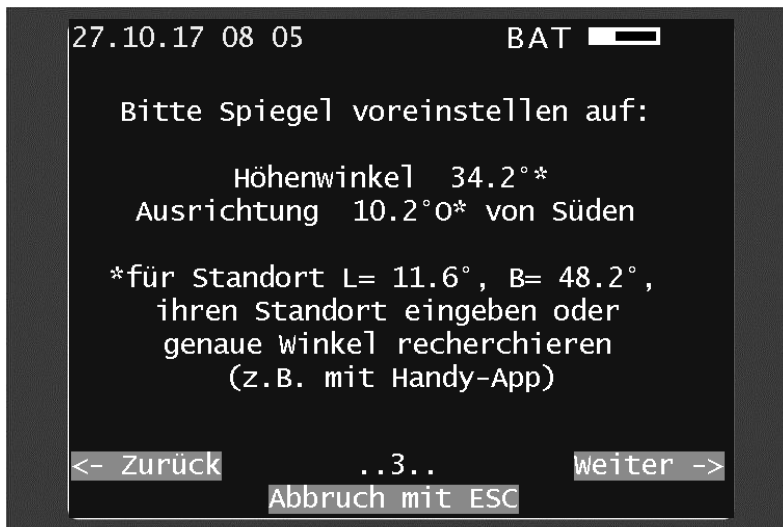 27.10.17 08 05 BAT
Bitte Spiegel voreinstellen auf:
Höhenwinkel 34.2°*
Ausrichtung 10.2°O* von Süden
*für Standort L= 11.6°, B= 48.2°,
ihren Standort eingeben oder
genaue Winkel recherchieren
(z.B. mit Handy-App)
<- Zurück ..3.. Weiter ->
Abbruch mit ESC